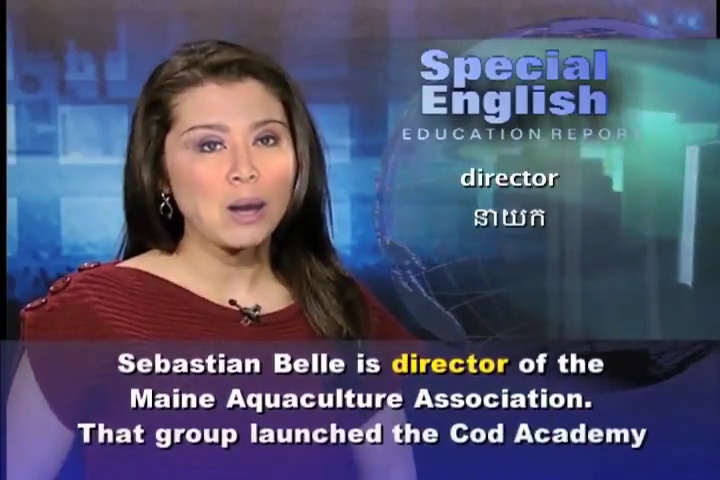 Special
English
EDUCATION REPORT
director
នាយក
Sebastian Belle is director of the
Maine Aquaculture Association.
That group launched the Cod Academy